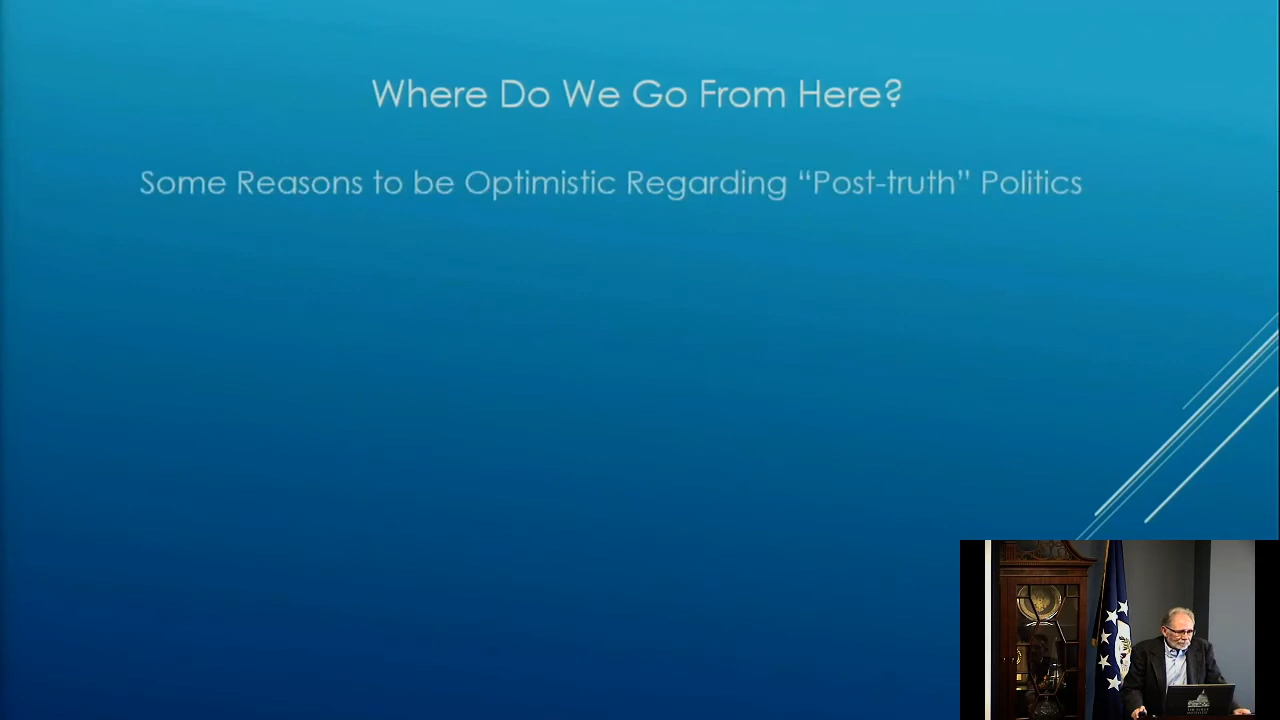 Where Do We Go From Here?
Some Reasons to be Optimistic Regarding “Post-truth” Politics